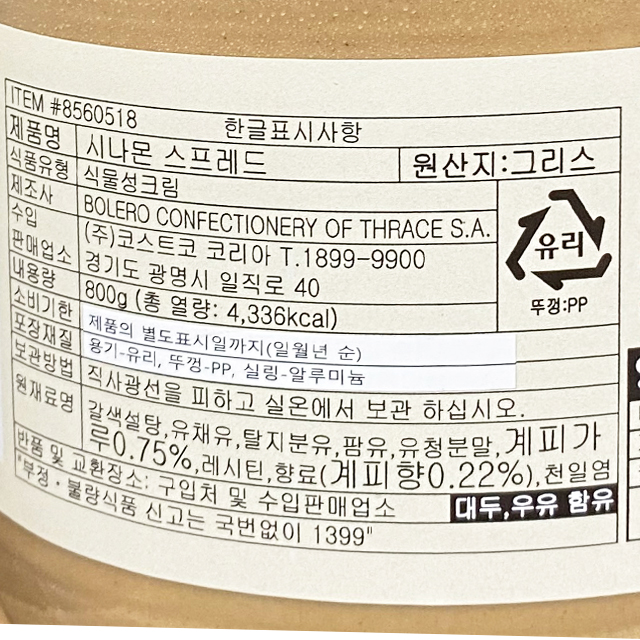 ITEM #8560518 한글표시사항
제품명 시나몬 스프레드 원산지:그리스
식품유형 식물성크림
제조사 BOLERO CONFECTIONERY OF THRACE S.A.
수입 (주)코스트코 코리아 T.1899-9900
판매업소 경기도 광명시 일직로 40
내용량 800g (총 열량: 4,336kcal)
유리
뚜껑:PP
소비기한 제품의 별도표시일까지(일월년 순)
포장재질 용기-유리, 뚜껑-PP, 실링-알루미늄
보관방법 직사광선을 피하고 실온에서 보관 하십시오.
원재료명 갈색설탕,유채유,탈지분유,팜유,유청분말,계피가
루0.75%,레시틴,향료(계피향0.22%),천일염
반품 및 교환장소: 구입처 및 수입판매업소 대두,우유 함유
"부정·불량식품 신고는 국번없이 1399"